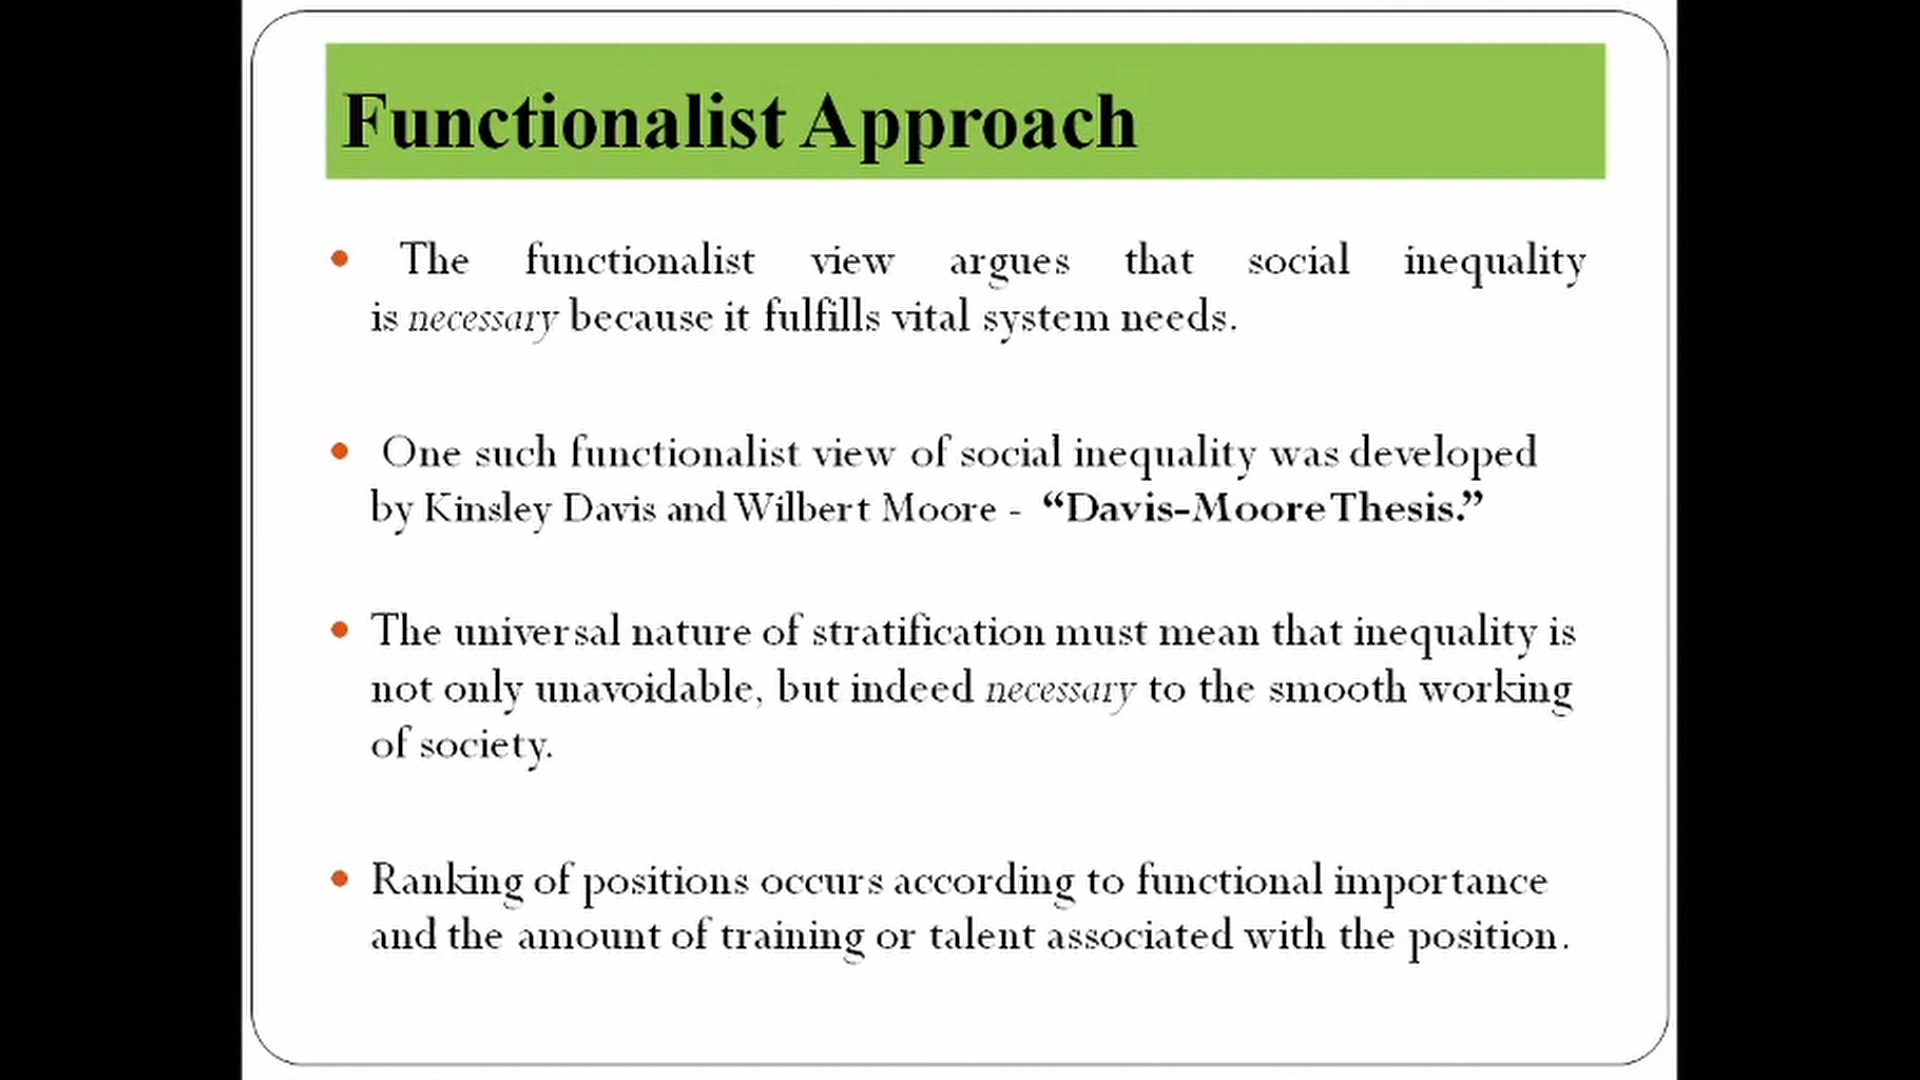 Functionalist Approach
The functionalist view argues that social inequality
is necessary because it fulfills vital system needs.
One such functionalist view of social inequality was developed
by Kinsley Davis and Wilbert Moore - “Davis-Moore Thesis.”
The universal nature of stratification must mean that inequality is
not only unavoidable, but indeed necessary to the smooth working
of society.
Ranking of positions occurs according to functional importance
and the amount of training or talent associated with the position.